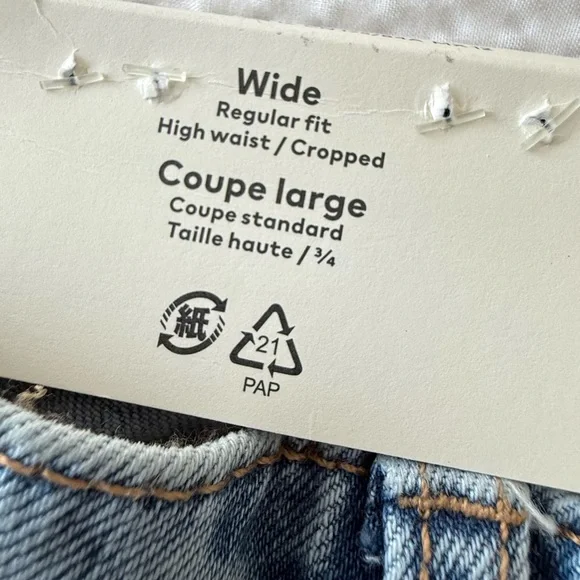 Wide
Regular fit
High waist / Cropped
Coupe large
Coupe standard
Taille haute / ¾
紙
21
PAP